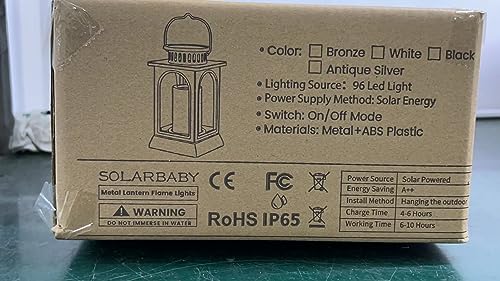 • Color: Bronze White Black
Antique Silver
• Lighting Source: 96 Led Light
• Power Supply Method: Solar Energy
• Switch: On/Off Mode
• Materials: Metal+ABS Plastic
SOLARBABY
Metal Lantern Flame Lights
WARNING
DO NOT IMMERSE IN WATER
CE FC
RoHS IP65
Power Source Solar Powered
Energy Saving A++
Install Method Hanging the outdoor
Charge Time 4-6 Hours
Working Time 6-10 Hours